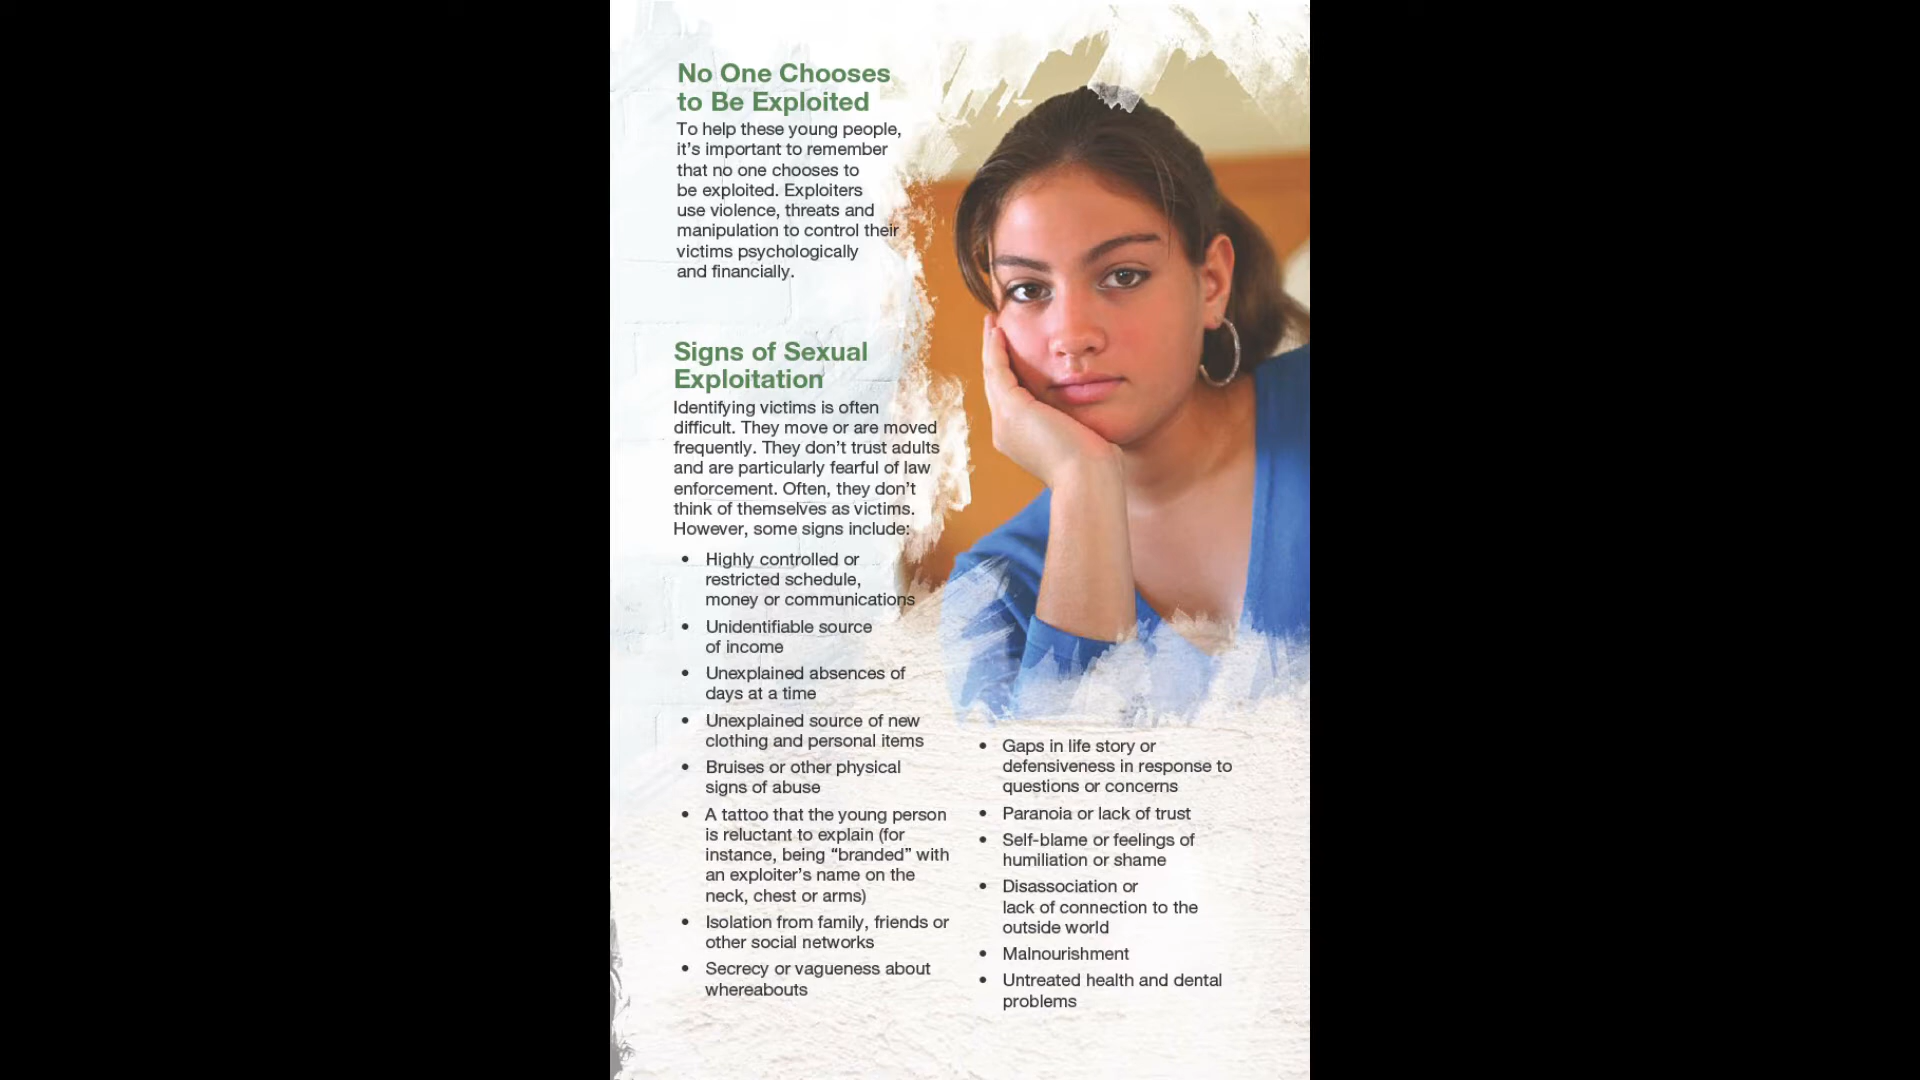 No One Chooses
to Be Exploited
To help these young people,
it's important to remember
that no one chooses to
be exploited. Exploiters
use violence, threats and
manipulation to control their
victims psychologically
and financially.
Signs of Sexual
Exploitation
Identifying victims is often
difficult. They move or are moved
frequently. They don't trust adults
and are particularly fearful of law
enforcement. Often, they don't
think of themselves as victims.
However, some signs include:
• Highly controlled or
restricted schedule,
money or communications
• Unidentifiable source
of income
• Unexplained absences of
days at a time
• Unexplained source of new
clothing and personal items
• Bruises or other physical
signs of abuse
• A tattoo that the young person
is reluctant to explain (for
instance, being “branded” with
an exploiter's name on the
neck, chest or arms)
• Isolation from family, friends or
other social networks
• Secrecy or vagueness about
whereabouts
• Gaps in life story or
defensiveness in response to
questions or concerns
• Paranoia or lack of trust
• Self-blame or feelings of
humiliation or shame
• Disassociation or
lack of connection to the
outside world
• Malnourishment
• Untreated health and dental
problems